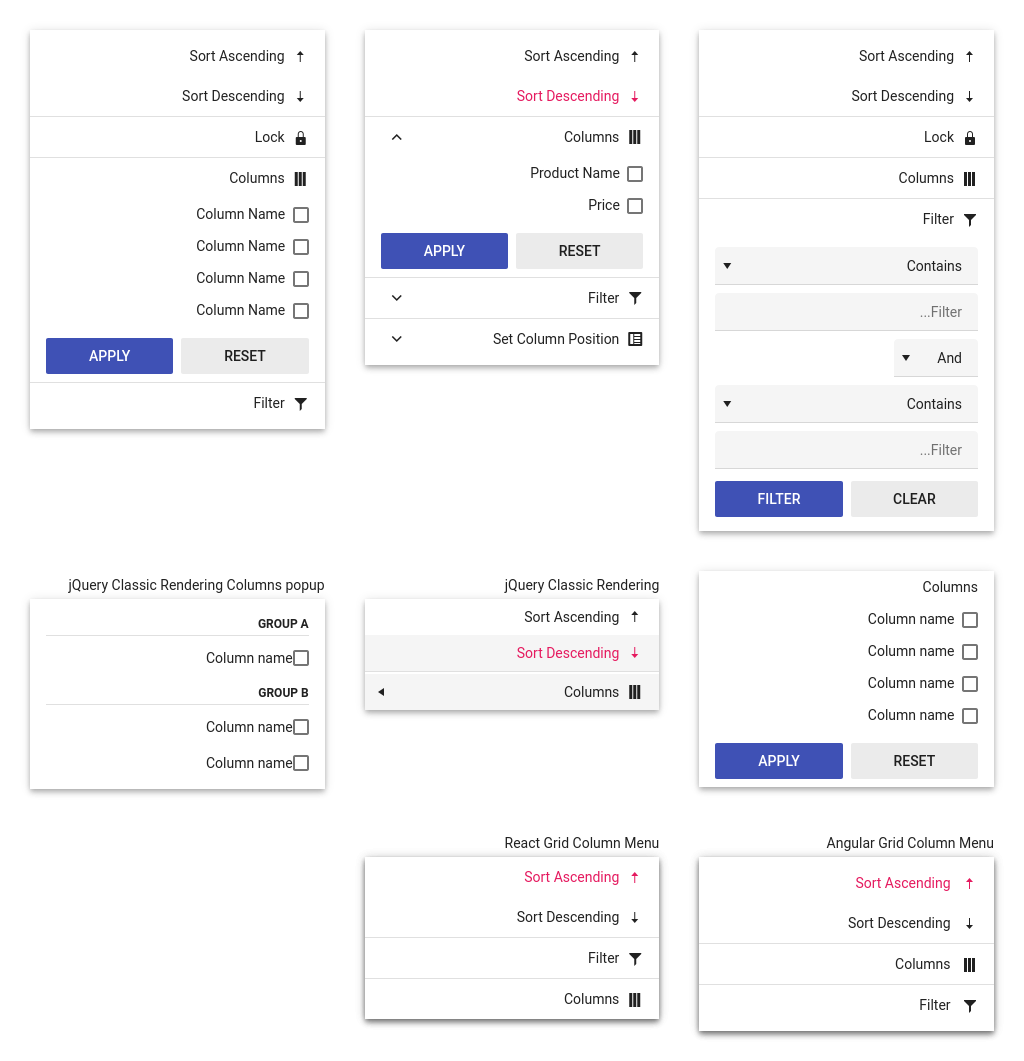 Sort Ascending
Sort Descending
Lock
Columns
Column Name
Column Name
Column Name
Column Name
APPLY RESET
Filter
Sort Ascending
Sort Descending
Columns
Product Name
Price
APPLY RESET
Filter
Set Column Position
Sort Ascending
Sort Descending
Lock
Columns
Filter
Contains
...Filter
And
Contains
...Filter
FILTER CLEAR
jQuery Classic Rendering Columns popup
GROUP A
Column name
GROUP B
Column name
Column name
jQuery Classic Rendering
Sort Ascending
Sort Descending
Columns
Columns
Column name
Column name
Column name
Column name
APPLY RESET
React Grid Column Menu
Sort Ascending
Sort Descending
Filter
Columns
Angular Grid Column Menu
Sort Ascending
Sort Descending
Columns
Filter